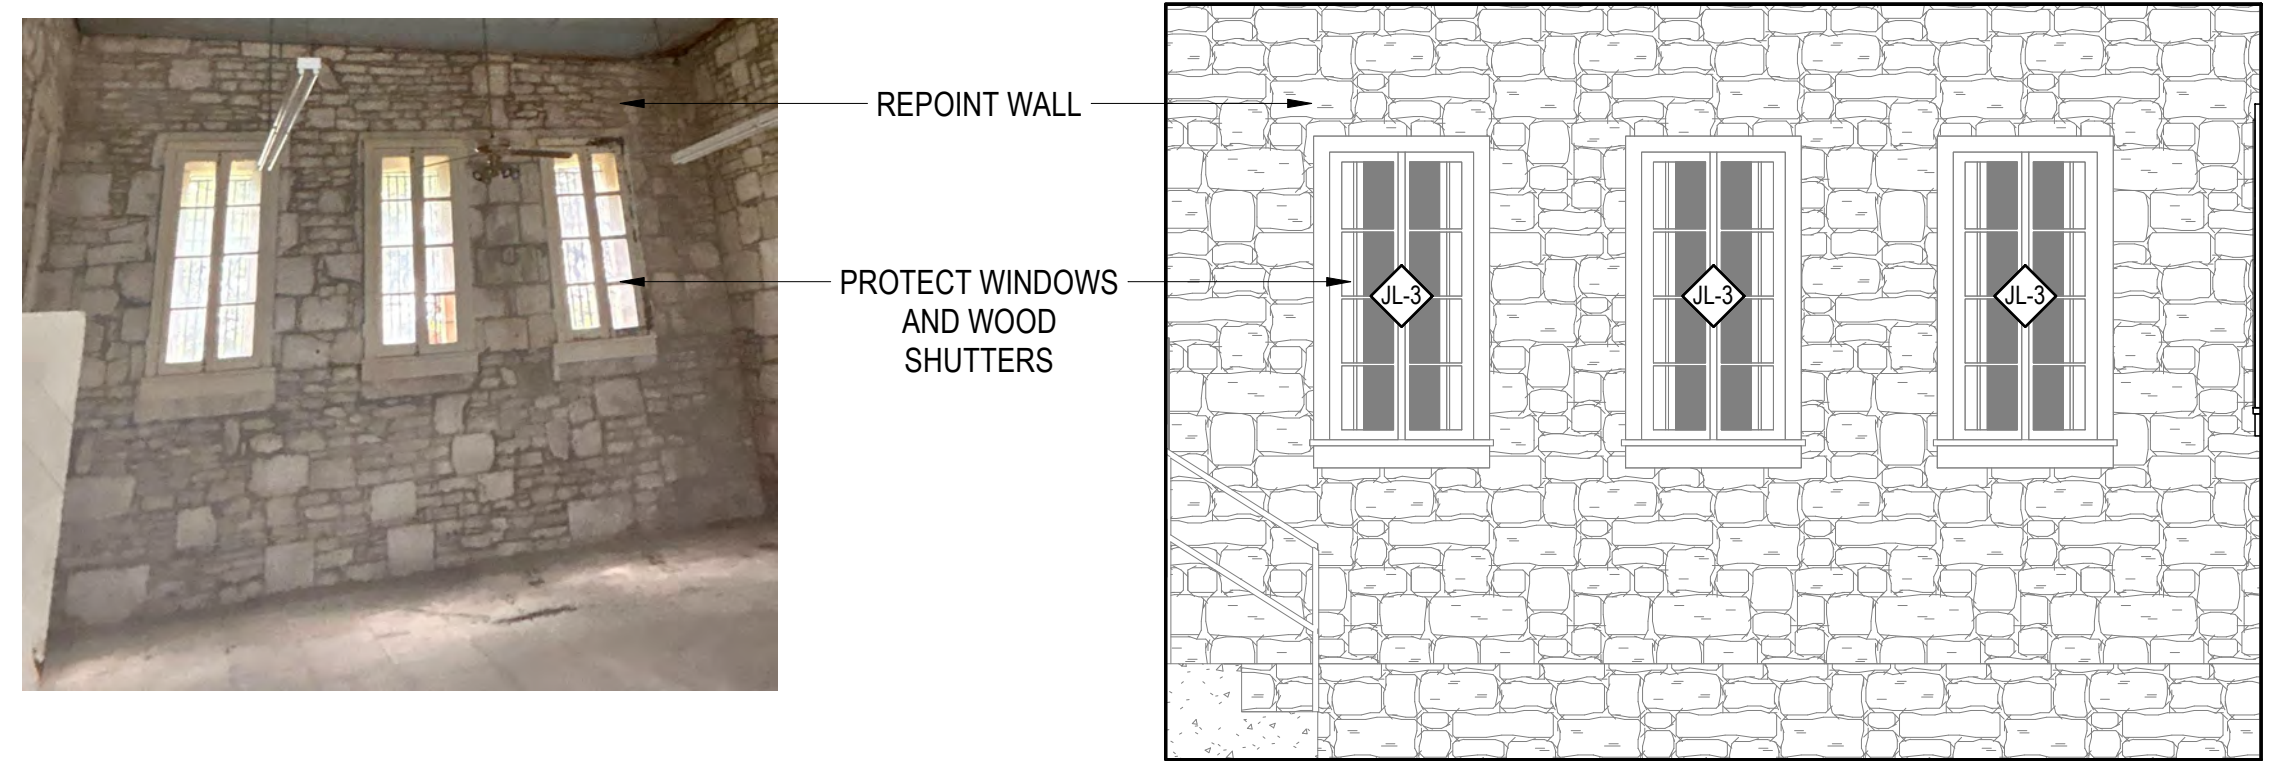 REPOINT WALL
PROTECT WINDOWS
AND WOOD
SHUTTERS
JL-3
JL-3
JL-3